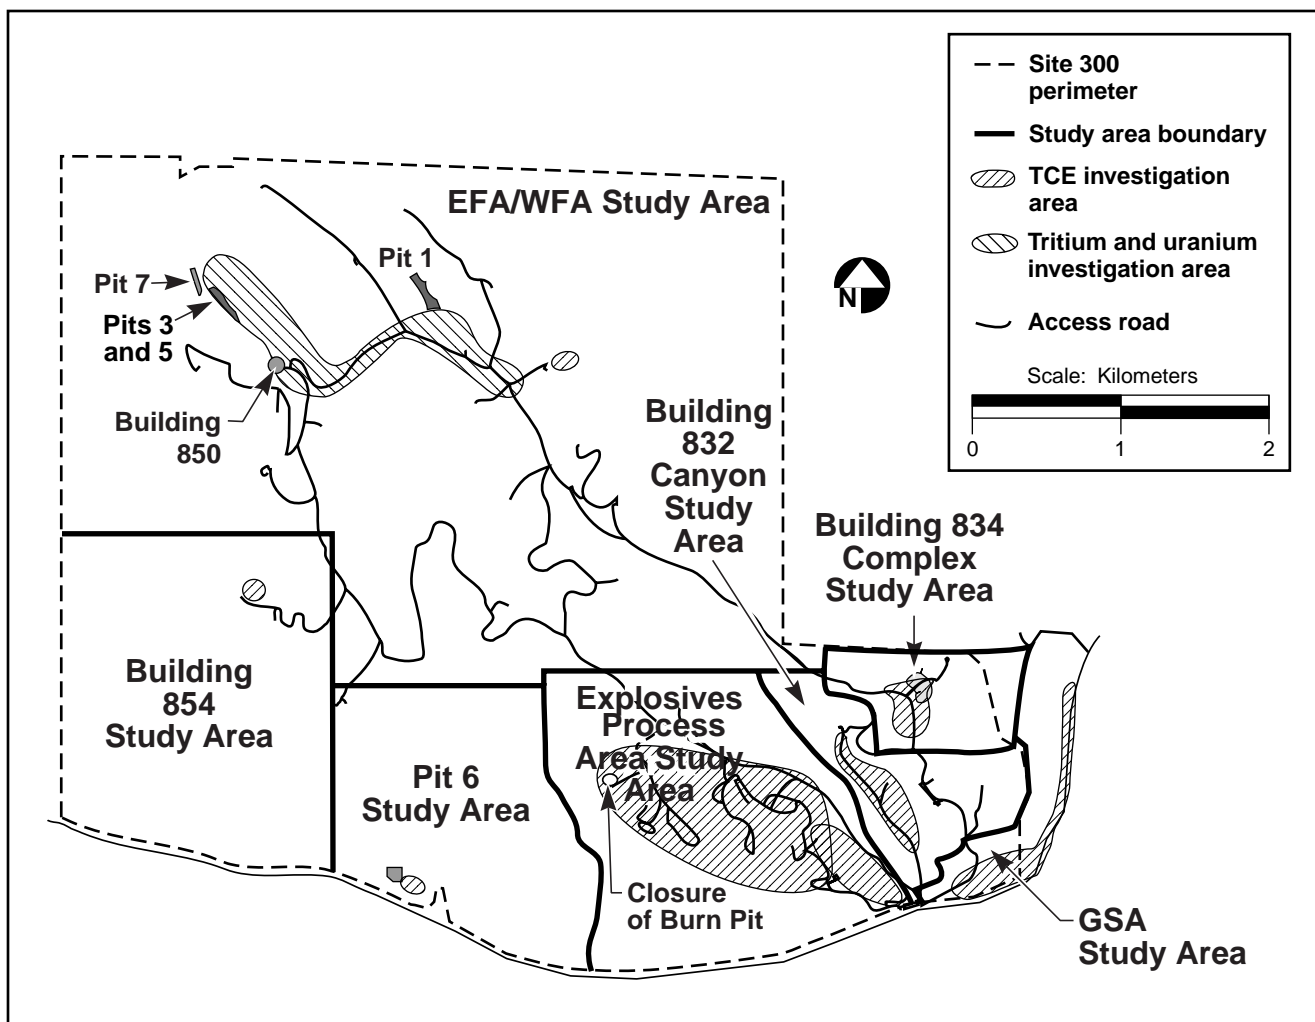 Site 300
perimeter
Study area boundary
TCE investigation
area
Tritium and uranium
investigation area
Access road
Scale: Kilometers
0 1 2
EFA/WFA Study Area
Pit 1
Pit 7
Pits 3
and 5
N
Building
850
Building
832
Canyon
Study
Area
Building 834
Complex
Study Area
Building
854
Study Area
Explosives
Process
Area Study
Area
Pit 6
Study Area
Closure
of Burn Pit
GSA
Study Area